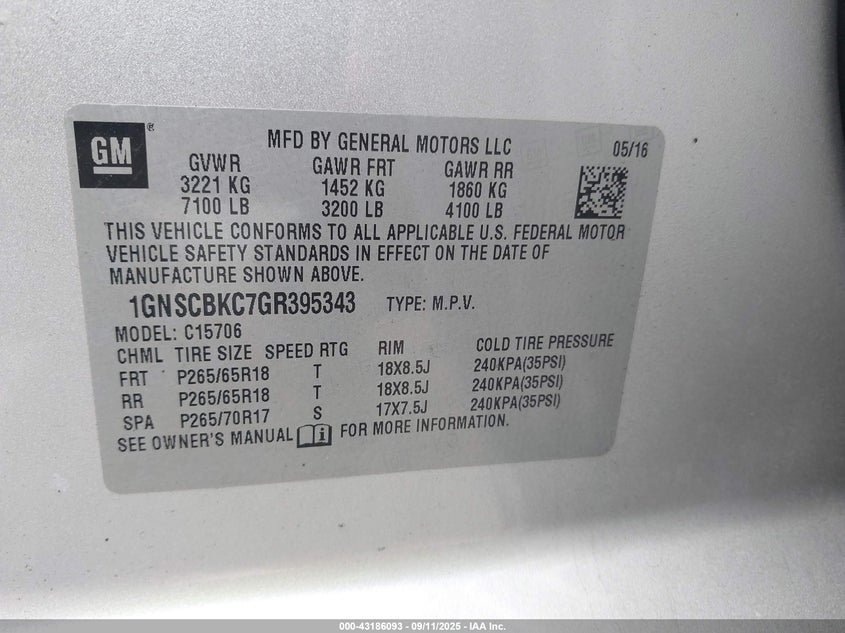 GM ®
MFD BY GENERAL MOTORS LLC 05/16
GVWR GAWR FRT GAWR RR
3221 KG 1452 KG 1860 KG
7100 LB 3200 LB 4100 LB
THIS VEHICLE CONFORMS TO ALL APPLICABLE U.S. FEDERAL MOTOR
VEHICLE SAFETY STANDARDS IN EFFECT ON THE DATE OF
MANUFACTURE SHOWN ABOVE.
1GNSCBKC7GR395343 TYPE: M.P.V.
MODEL: C15706
CHML TIRE SIZE SPEED RTG RIM COLD TIRE PRESSURE
FRT P265/65R18 T 18X8.5J 240KPA(35PSI)
RR P265/65R18 T 18X8.5J 240KPA(35PSI)
SPA P265/70R17 S 17X7.5J 240KPA(35PSI)
SEE OWNER'S MANUAL i FOR MORE INFORMATION.
000-43186093 - 09/11/2025 - IAA Inc.